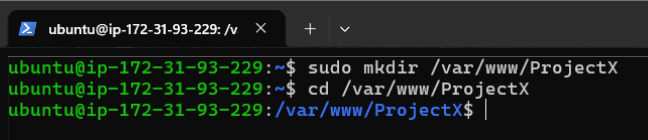 ubuntu@ip-172-31-93-229: /v
ubuntu@ip-172-31-93-229:~$ sudo mkdir /var/www/ProjectX
ubuntu@ip-172-31-93-229:~$ cd /var/www/ProjectX
ubuntu@ip-172-31-93-229:/var/www/ProjectX$